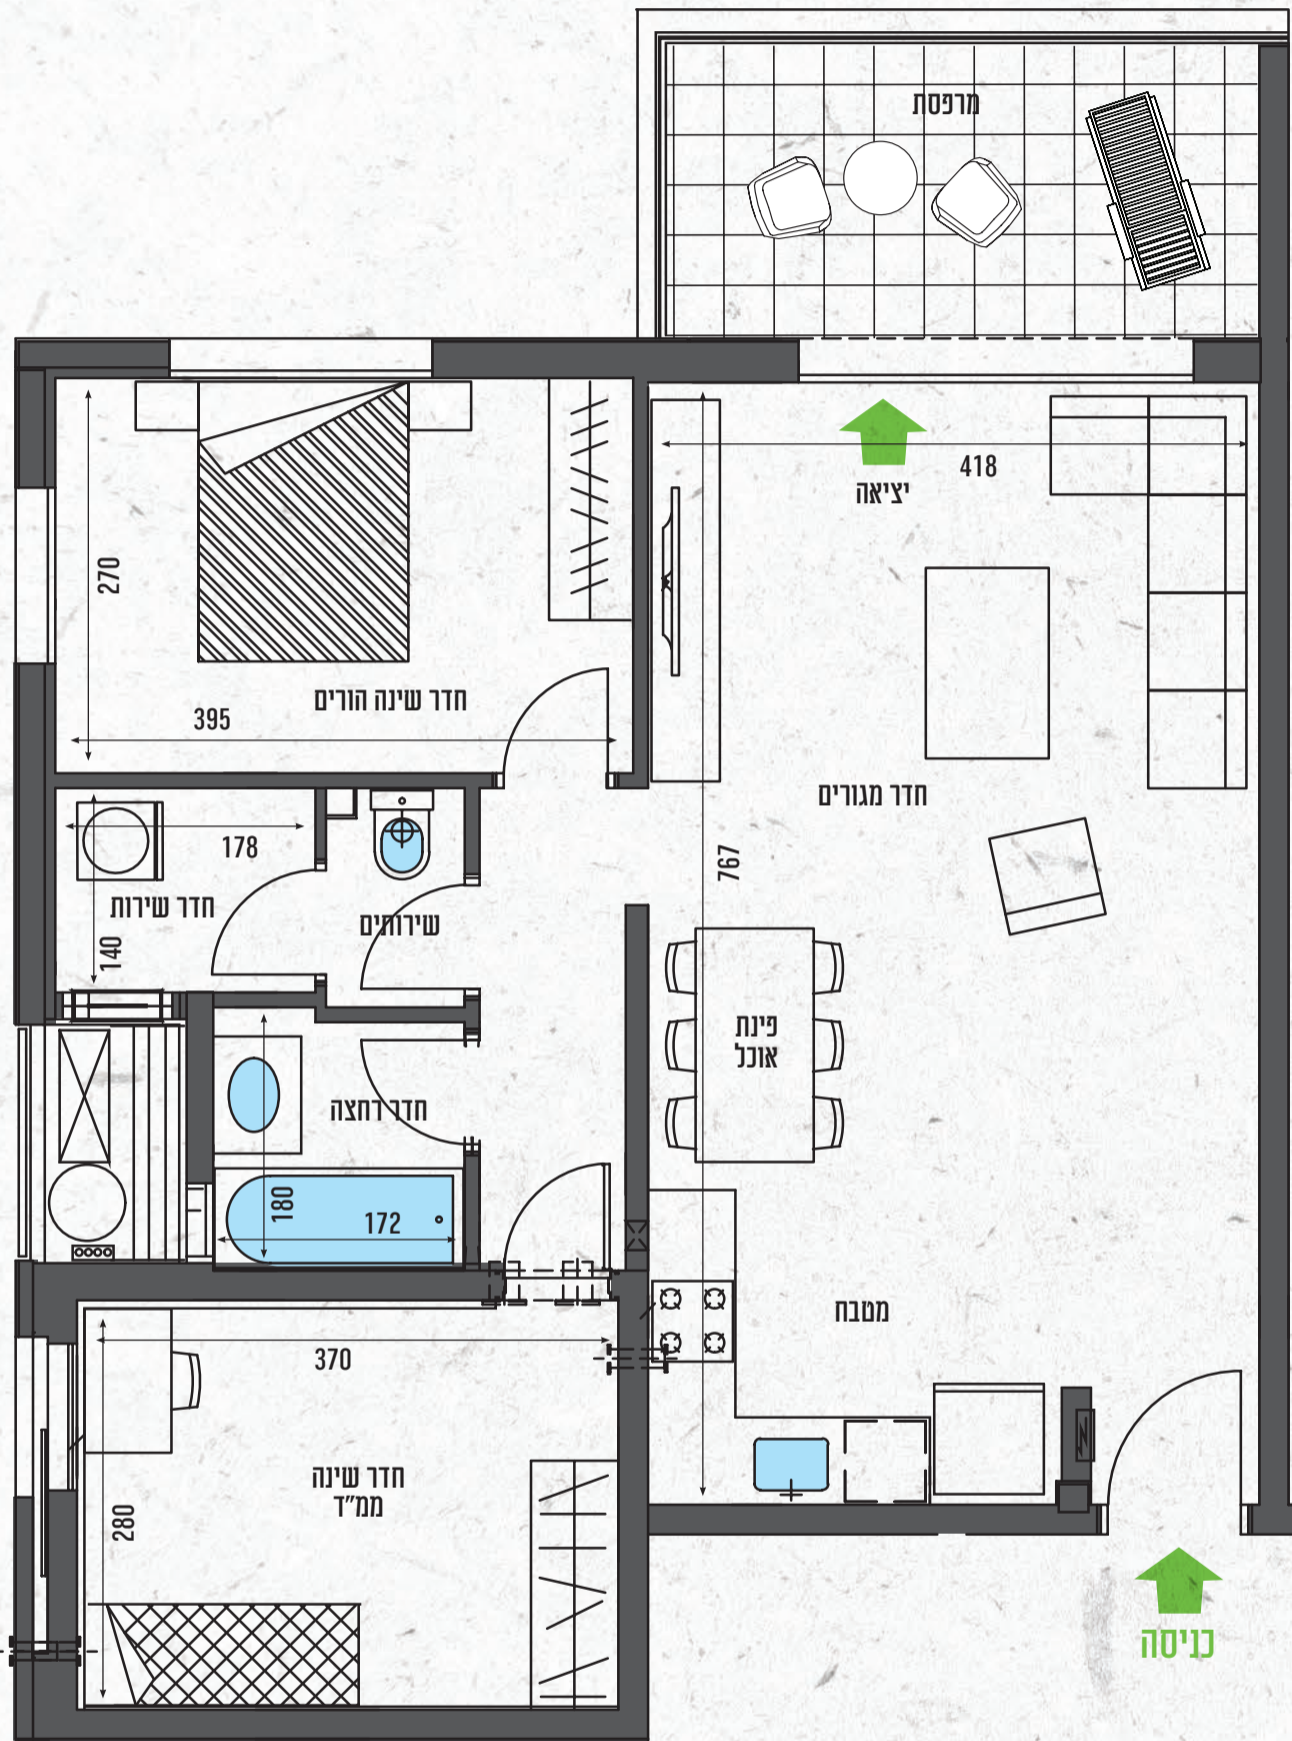 מרפסת
418
יציאה
270
חדר שינה הורים
395
חדר מגורים
178
767
חדר שירות
שירותים
140
פינת
אוכל
חדר רחצה
180
172
מטבח
370
חדר שינה
ממ"ד
280
כניסה